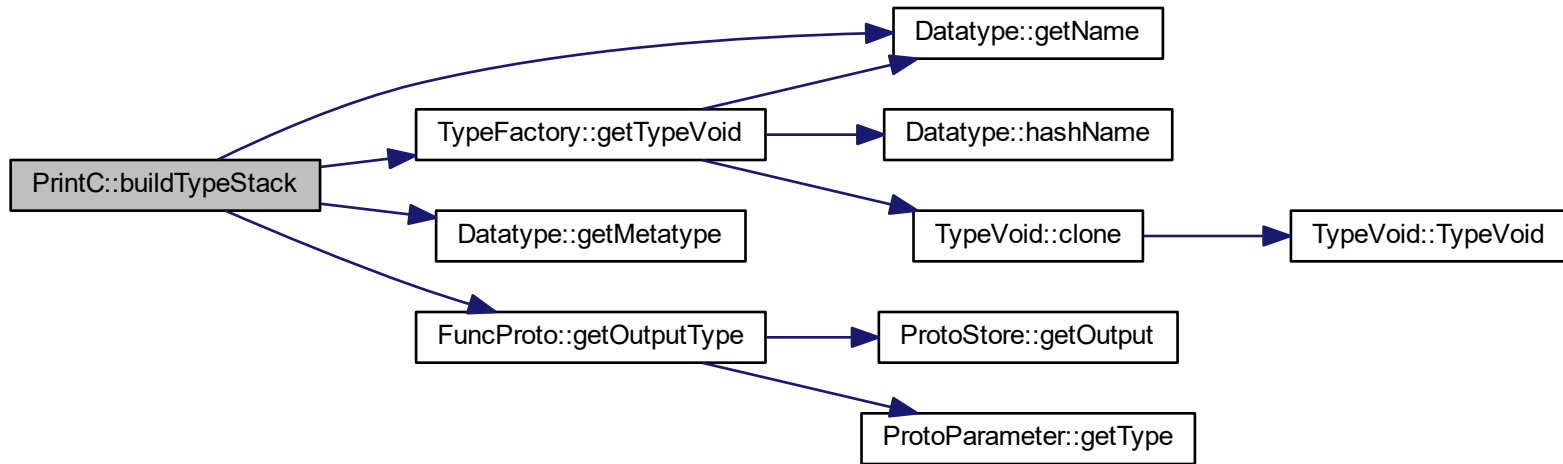 Datatype::getName
TypeFactory::getTypeVoid
Datatype::hashName
PrintC::buildTypeStack
Datatype::getMetatype
TypeVoid::clone
TypeVoid::TypeVoid
FuncProto::getOutputType
ProtoStore::getOutput
ProtoParameter::getType